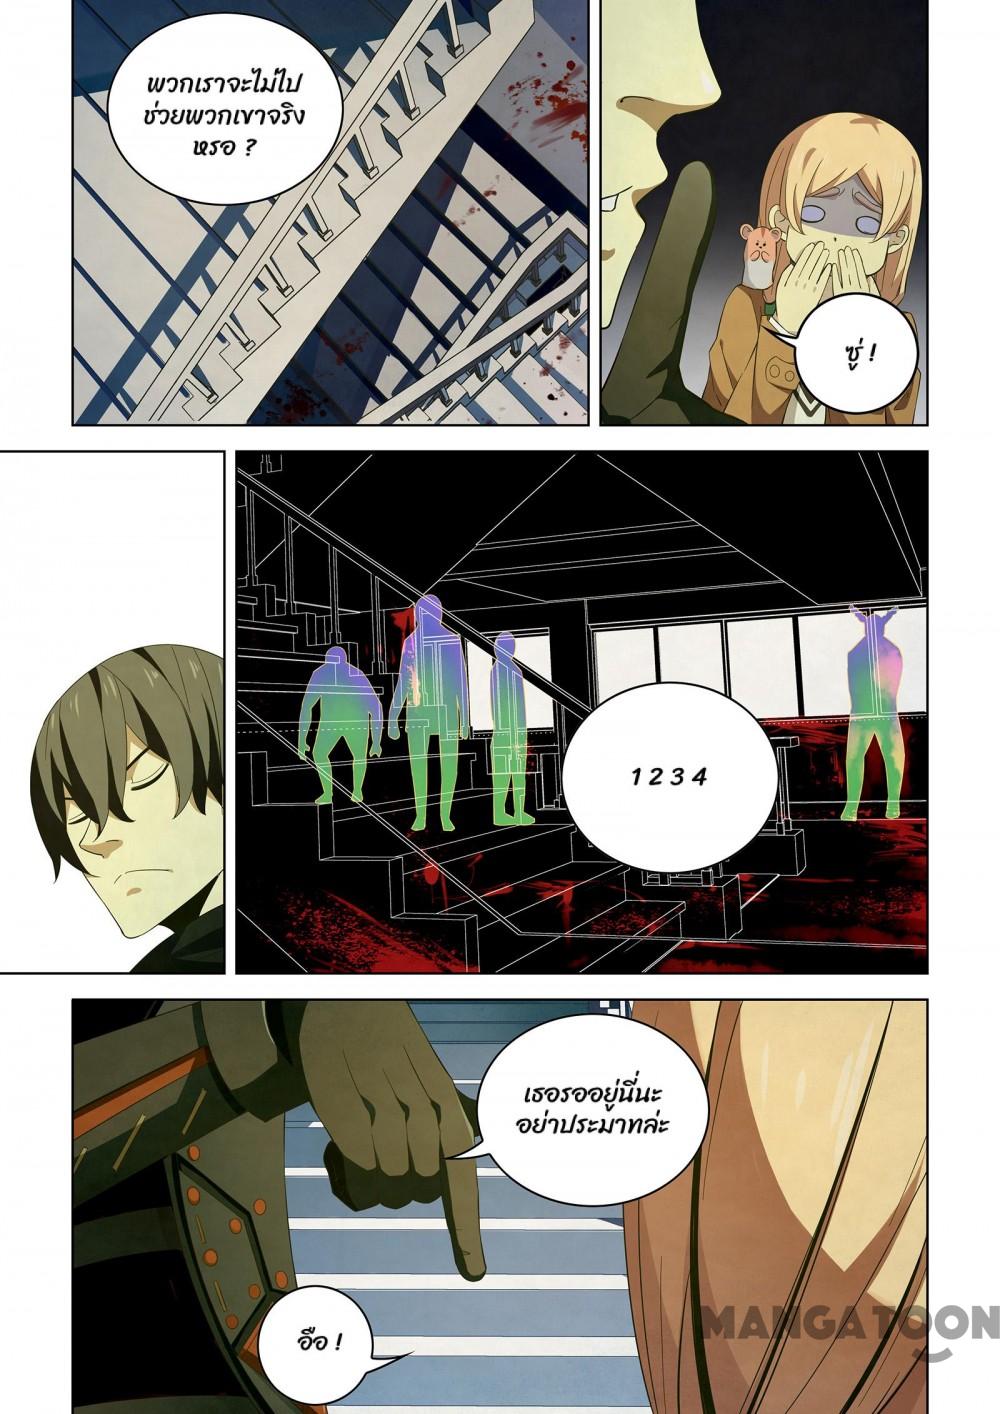 พวกเราจะไม่ไป
ช่วยพวกเขาจริง
หรอ ?
ซู่ !
1 2 3 4
เธอรออยู่นี่นะ
อย่าประมาทล่ะ
อือ !
MANGATOON